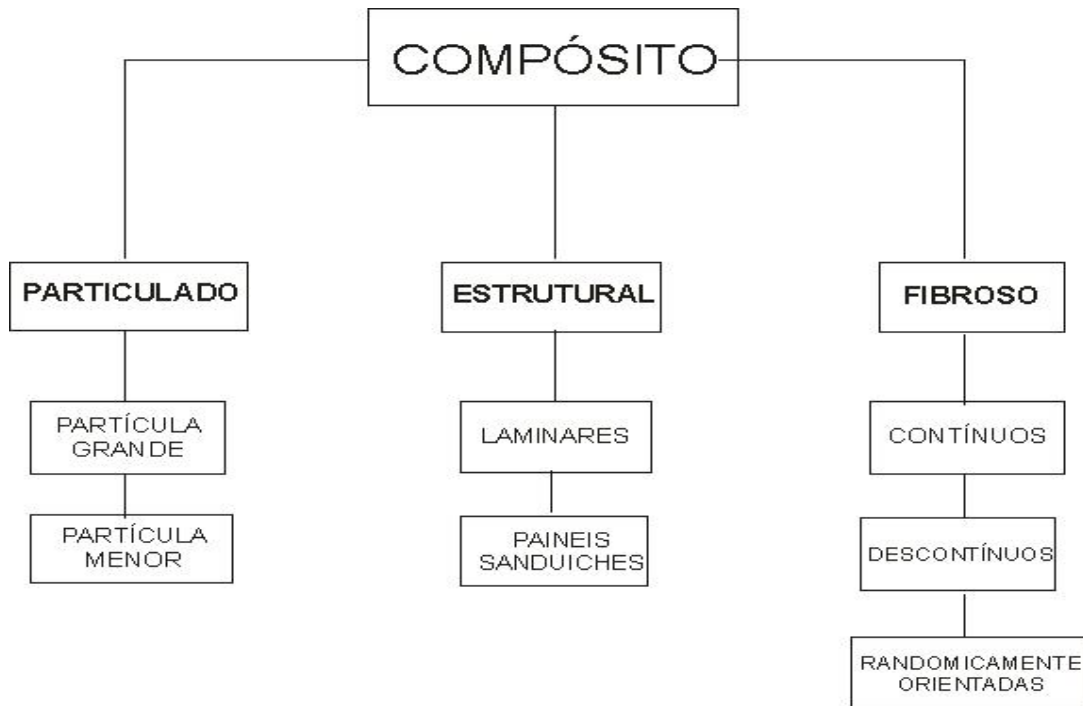 COMPÓSITO
PARTICULADO
ESTRUTURAL
FIBROSO
PARTÍCULA
GRANDE
LAMINARES
CONTÍNUOS
PARTÍCULA
MENOR
PAINEIS
SANDUICHES
DESCONTÍNUOS
RANDOMICAMENTE
ORIENTADAS